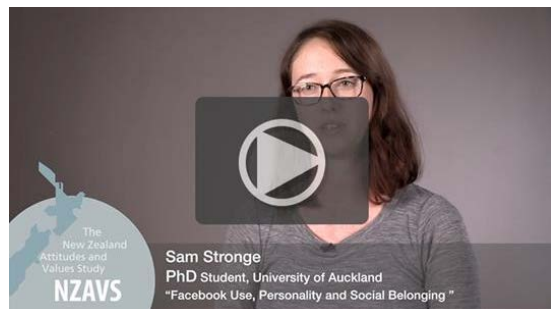 The
New Zealand
Attitudes and
Values Study
NZAVS
Sam Stronge
PhD Student, University of Auckland
“Facebook Use, Personality and Social Belonging ”